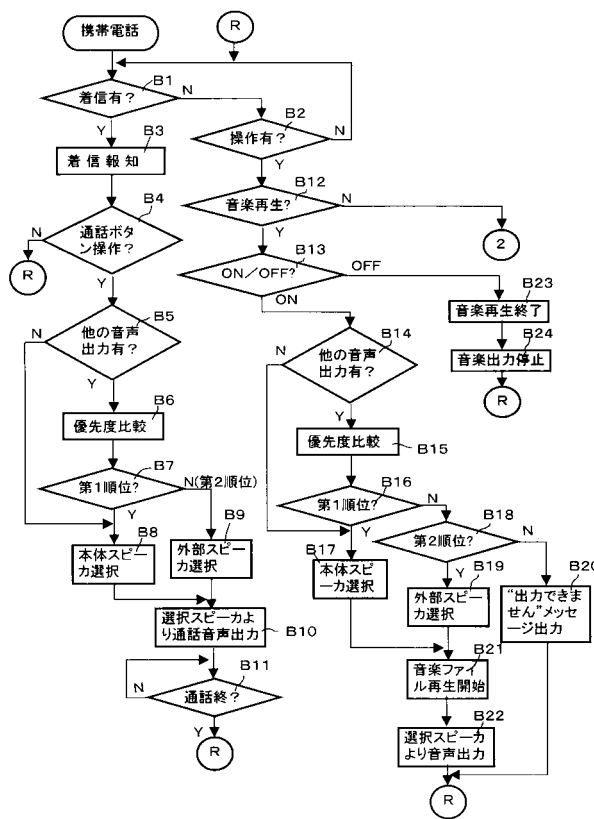 携帯電話
R
B1
着信有?
N
Y
B2
操作有?
N
Y
B3
着信報知
B4
通話ボタ
ン操作?
N
R
Y
B12
音楽再生?
N
2
Y
B13
ON/OFF?
OFF
ON
B23
音楽再生終了
B24
音楽出力停止
R
B5
他の音声
出力有?
N
Y
B6
優先度比較
B7
第1順位?
N(第2順位)
Y
B8
本体スピー
カ選択
B9
外部スピー
カ選択
選択スピーカ
より通話音声出力
B10
B11
通話終?
N
Y
R
B14
他の音声
出力有?
N
Y
優先度比較
B15
B16
第1順位?
N
Y
B17
本体スピー
カ選択
B18
第2順位?
N
Y
B19
外部スピー
カ選択
B20
“出力できま
せん”メッセ
ージ出力
B21
音楽ファイ
ル再生開始
B22
選択スピーカ
より音声出力
R